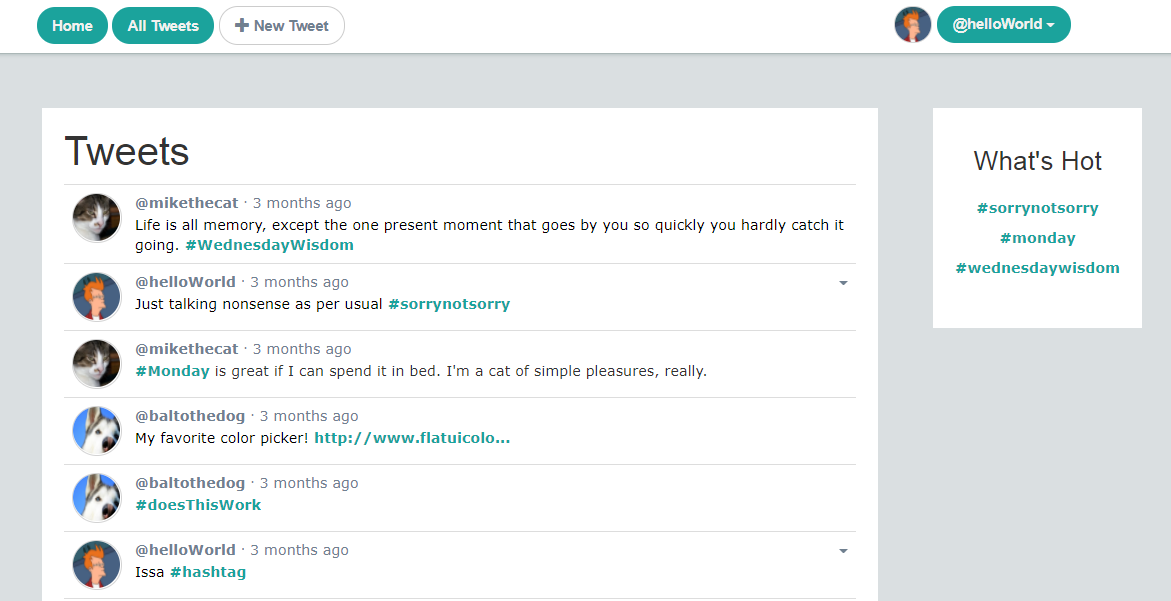 Home All Tweets New Tweet @helloWorld
Tweets
@mikethecat · 3 months ago
Life is all memory, except the one present moment that goes by you so quickly you hardly catch it
going. #WednesdayWisdom
@helloWorld · 3 months ago
Just talking nonsense as per usual #sorrynotsorry
@mikethecat · 3 months ago
#Monday is great if I can spend it in bed. I'm a cat of simple pleasures, really.
@baltothedog · 3 months ago
My favorite color picker! http://www.flatuicolo...
@baltothedog · 3 months ago
#doesThisWork
@helloWorld · 3 months ago
Issa #hashtag
What's Hot
#sorrynotsorry
#monday
#wednesdaywisdom